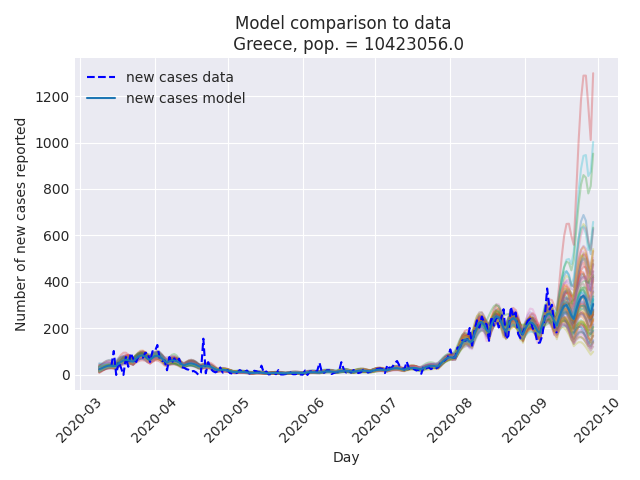 Model comparison to data
Greece, pop. = 10423056.0
new cases data
new cases model
Number of new cases reported
1200
1000
800
600
400
200
0
2020-03
2020-04
2020-05
2020-06
2020-07
2020-08
2020-09
2020-10
Day